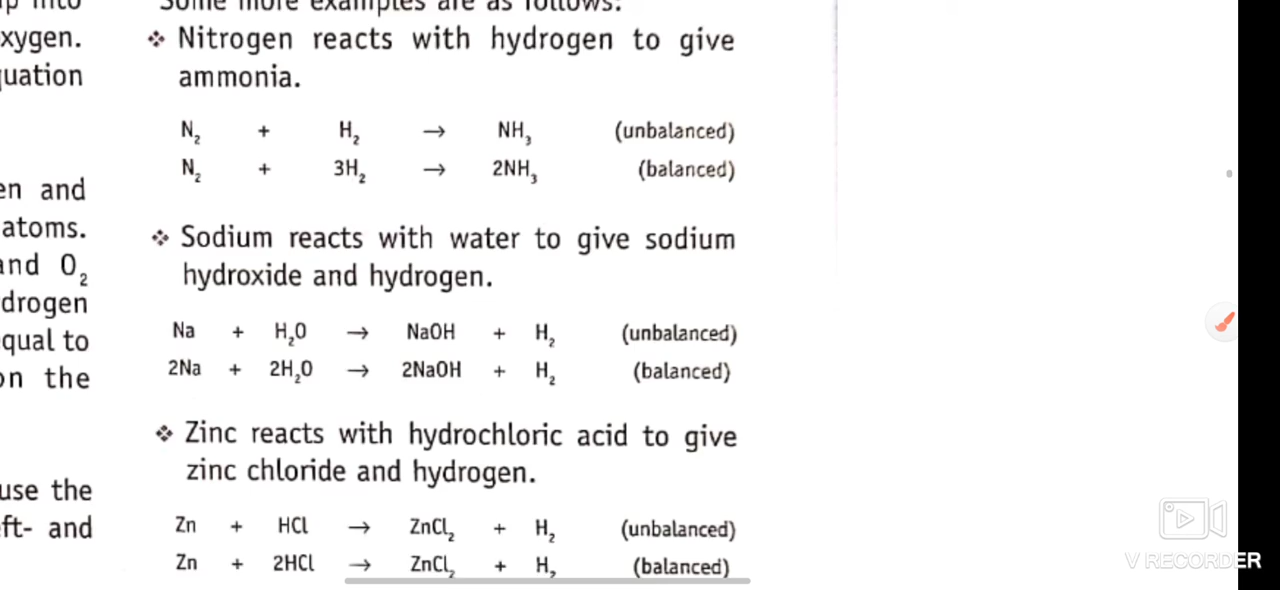 xygen.
quation
en and
atoms.
and O₂
drogen
qual to
on the
use the
ft- and
Some more examples are as follows:
❖ Nitrogen reacts with hydrogen to give
ammonia.
N₂ + H₂ → NH₃ (unbalanced)
N₂ + 3H₂ → 2NH₃ (balanced)
❖ Sodium reacts with water to give sodium
hydroxide and hydrogen.
Na + H₂O → NaOH + H₂ (unbalanced)
2Na + 2H₂O → 2NaOH + H₂ (balanced)
❖ Zinc reacts with hydrochloric acid to give
zinc chloride and hydrogen.
Zn + HCl → ZnCl₂ + H₂ (unbalanced)
Zn + 2HCl → ZnCl₂ + H₂ (balanced)
V RECORDER